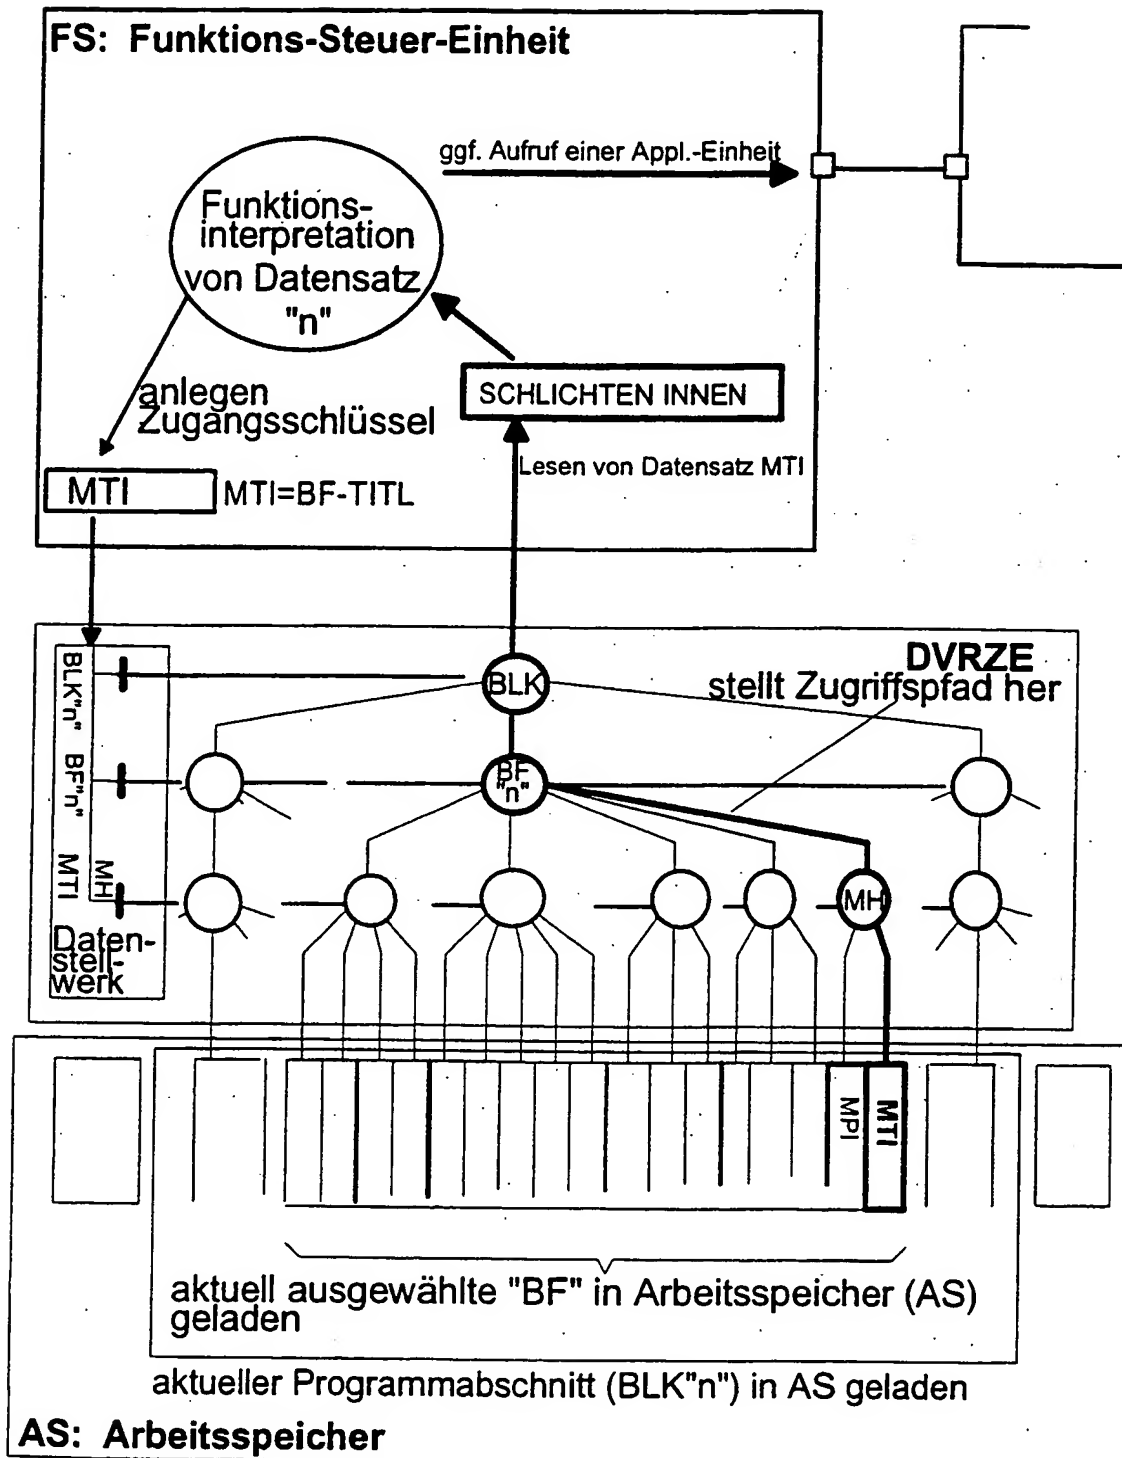 FS: Funktions-Steuer-Einheit
ggf. Aufruf einer Appl.-Einheit
Funktions-
interpretation
von Datensatz
"n"
anlegen
Zugangsschlüssel
SCHLICHTEN INNEN
Lesen von Datensatz MTI
MTI
MTI=BF-TITL
DVRZE
stellt Zugriffspfad her
BLK"n"
BLK
BF"n"
BF
"n"
MTI
MH
MH
Daten-
stell-
werk
MPI
MTI
aktuell ausgewählte "BF" in Arbeitsspeicher (AS)
geladen
aktueller Programmabschnitt (BLK"n") in AS geladen
AS: Arbeitsspeicher